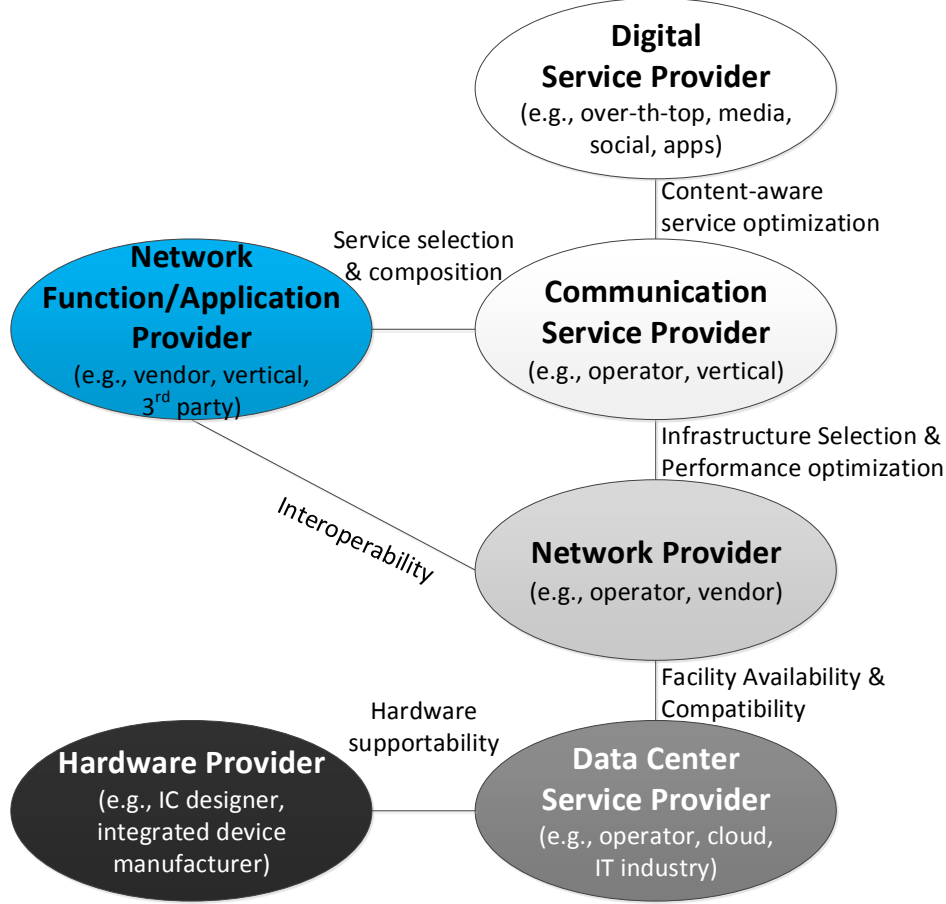 Digital
Service Provider
(e.g., over-th-top, media,
social, apps)
Content-aware
service optimization
Service selection
& composition
Network
Function/Application
Provider
(e.g., vendor, vertical,
3rd party)
Communication
Service Provider
(e.g., operator, vertical)
Infrastructure Selection &
Performance optimization
Interoperability
Network Provider
(e.g., operator, vendor)
Facility Availability &
Compatibility
Hardware
supportability
Hardware Provider
(e.g., IC designer,
integrated device
manufacturer)
Data Center
Service Provider
(e.g., operator, cloud,
IT industry)